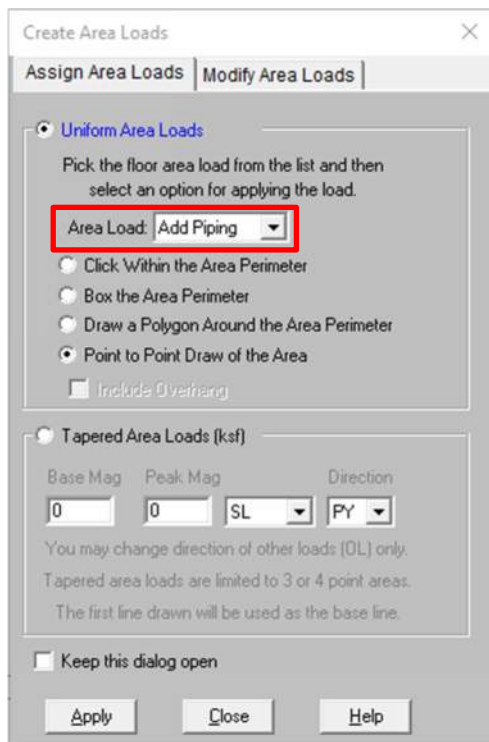 Create Area Loads
Assign Area Loads Modify Area Loads
Uniform Area Loads
Pick the floor area load from the list and then
select an option for applying the load.
Area Load: Add Piping
Click Within the Area Perimeter
Box the Area Perimeter
Draw a Polygon Around the Area Perimeter
Point to Point Draw of the Area
Include Overhang
Tapered Area Loads (ksf)
Base Mag Peak Mag Direction
0 0 SL PY
You may change direction of other loads (OL) only.
Tapered area loads are limited to 3 or 4 point areas.
The first line drawn will be used as the base line.
Keep this dialog open
Apply Close Help